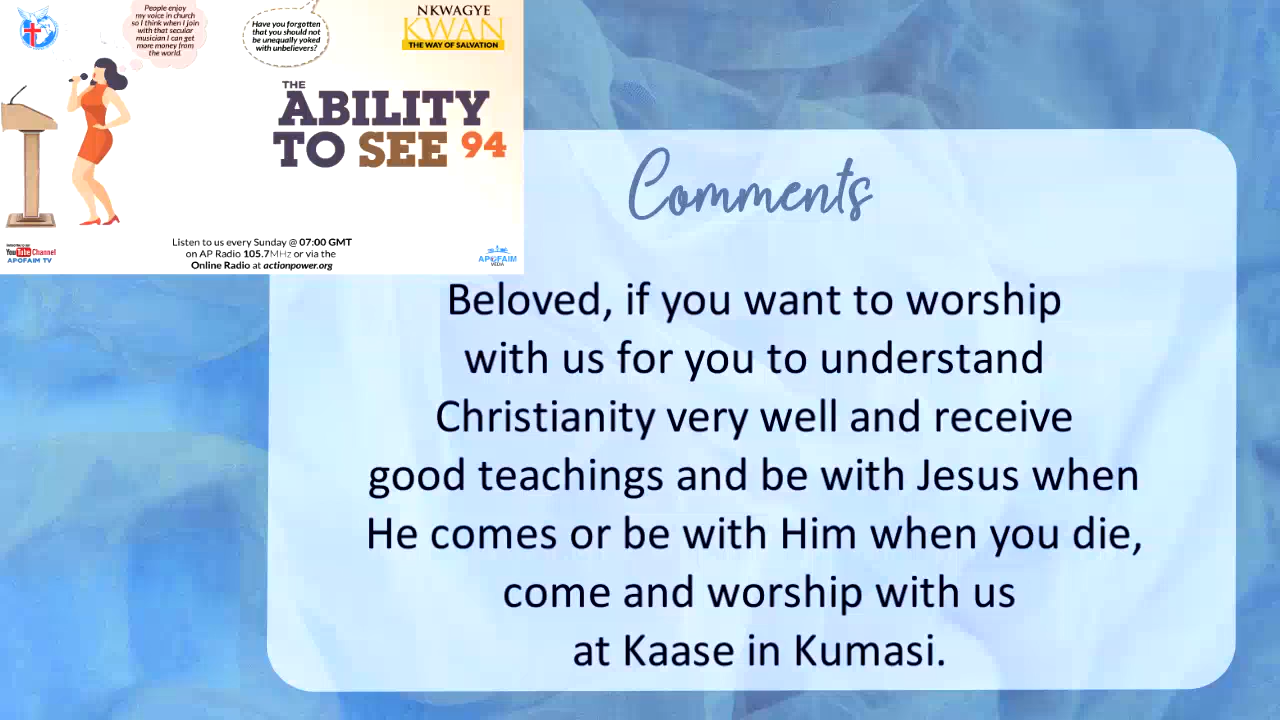 People enjoy
my voice in church
so I think when I join
with that secular
musician I can get
more money from
the world.
Have you forgotten
that you should not
be unequally yoked
with unbelievers?
NKWAGYE
KWAN
THE WAY OF SALVATION
THE
ABILITY
TO SEE 94
Listen to us every Sunday @ 07:00 GMT
on AP Radio 105.7MHz or via the
Online Radio at actionpower.org
YouTube Channel
APOFAIM TV
APOFAIM
MEDIA
Comments
Beloved, if you want to worship
with us for you to understand
Christianity very well and receive
good teachings and be with Jesus when
He comes or be with Him when you die,
come and worship with us
at Kaase in Kumasi.